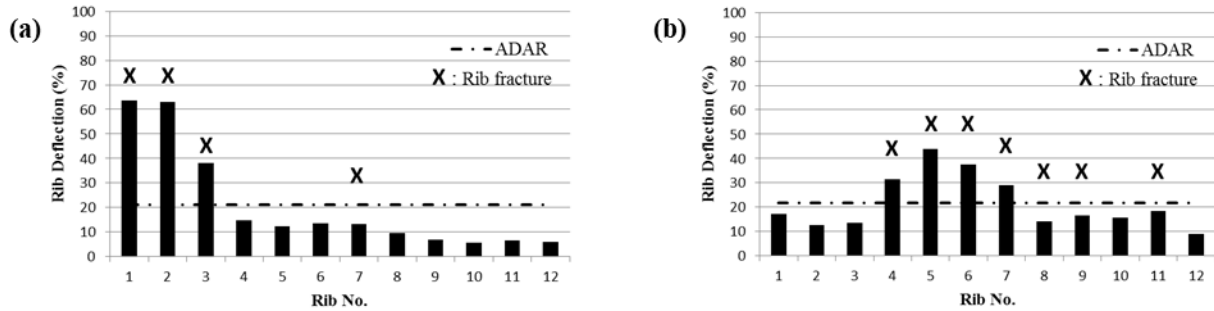 (a)
Rib Deflection (%)
100
90
80
70
60
50
40
30
20
10
0
X X X X
ADAR
X : Rib fracture
1 2 3 4 5 6 7 8 9 10 11 12
Rib No.
(b)
Rib Deflection (%)
100
90
80
70
60
50
40
30
20
10
0
X X X X X X X
ADAR
X : Rib fracture
1 2 3 4 5 6 7 8 9 10 11 12
Rib No.